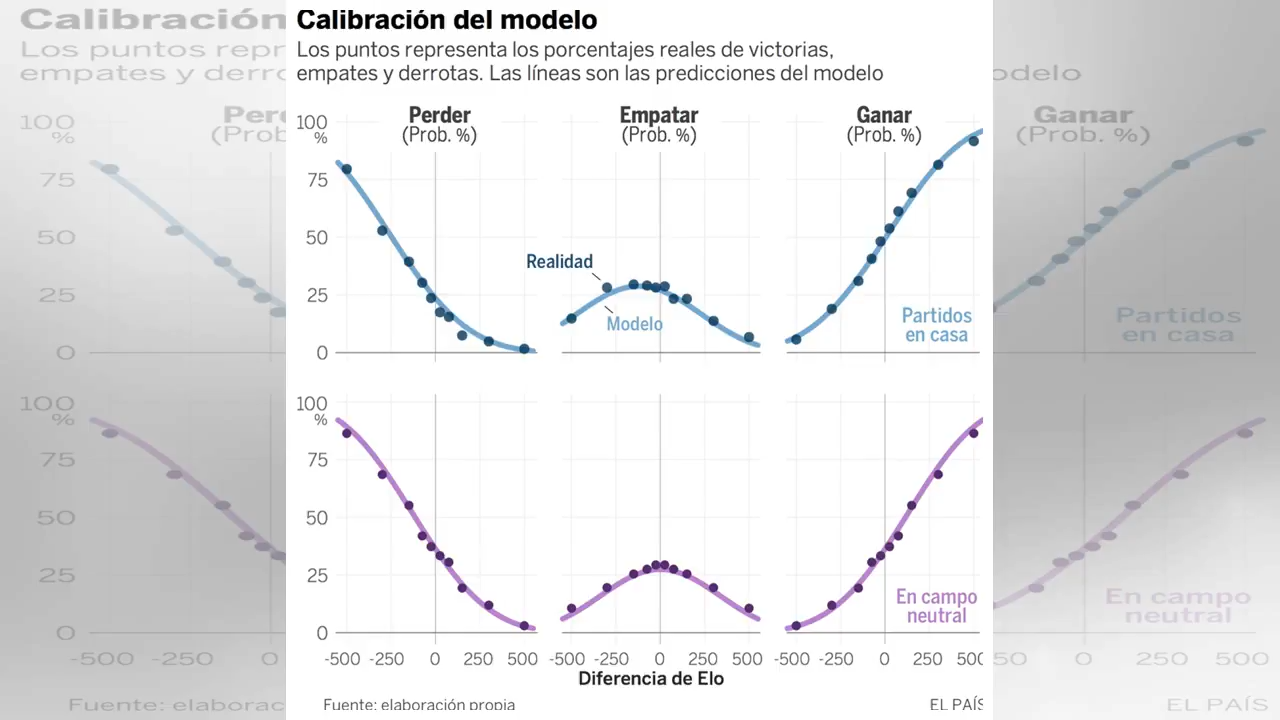 Calibración del modelo
Los puntos representa los porcentajes reales de victorias,
empates y derrotas. Las líneas son las predicciones del modelo
Perder
(Prob. %)
Empatar
(Prob. %)
Ganar
(Prob. %)
100
%
75
50
25
0
Realidad
Modelo
Partidos
en casa
100
%
75
50
25
0
En campo
neutral
-500 -250 0 250 500
-500 -250 0 250 500
-500 -250 0 250 500
Diferencia de Elo
Fuente: elaboración propia
EL PAÍS